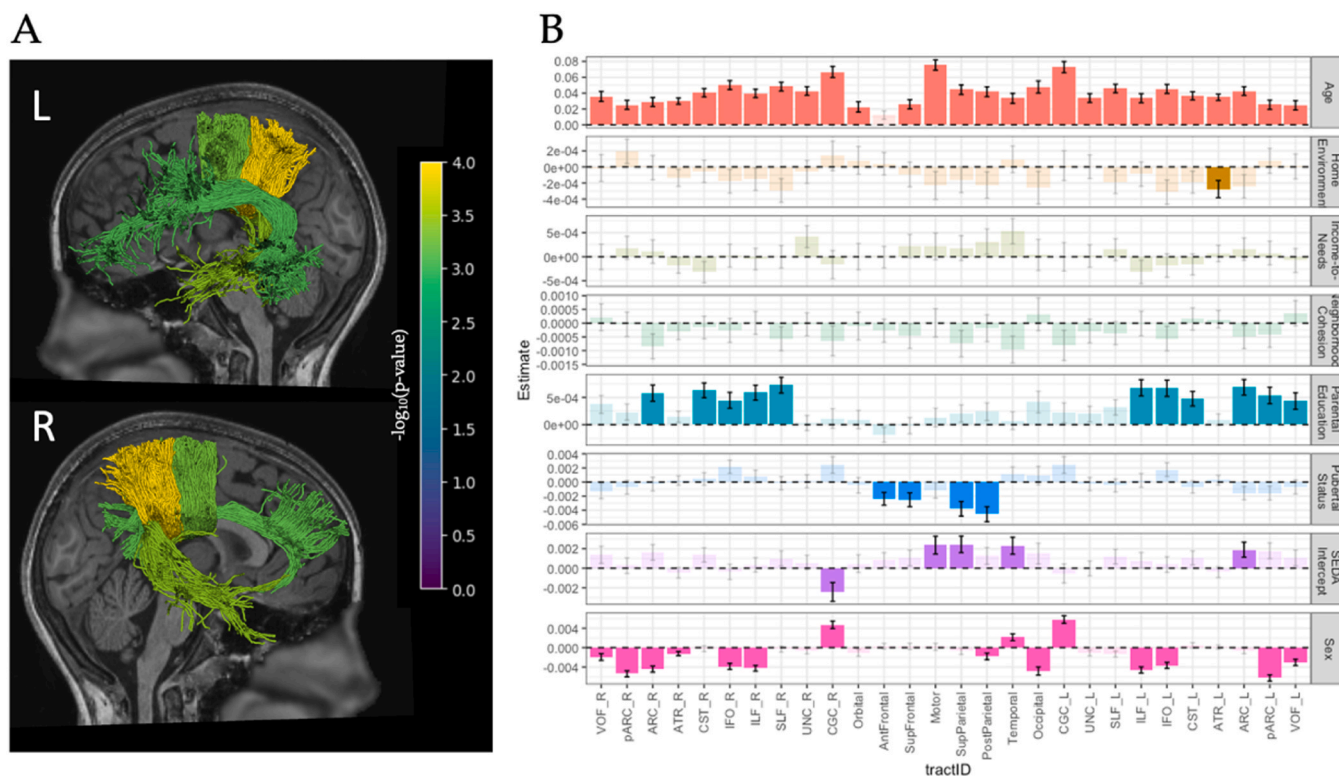 A
B
L
R
4.0
3.5
3.0
2.5
2.0
1.5
1.0
0.5
0.0
-log10(p-value)
Estimate
0.08
0.06
0.04
0.02
0.00
Age
2e-04
0e+00
-2e-04
-4e-04
Home
Environment
5e-04
0e+00
-5e-04
Income-to-
Needs
0.0010
0.0005
0.0000
-0.0005
-0.0010
-0.0015
Neighborhood
Cohesion
5e-04
0e+00
Parental
Education
0.004
0.002
0.000
-0.002
-0.004
-0.006
Pubertal
Status
0.002
0.000
-0.002
SEDA
Intercept
0.004
0.000
-0.004
Sex
VOF_R
pARC_R
ARC_R
ATR_R
CST_R
IFO_R
ILF_R
SLF_R
UNC_R
CGC_R
Orbital
AntFrontal
SupFrontal
Motor
SupParietal
PostParietal
Temporal
Occipital
CGC_L
UNC_L
SLF_L
ILF_L
IFO_L
CST_L
ATR_L
ARC_L
pARC_L
VOF_L
tractID